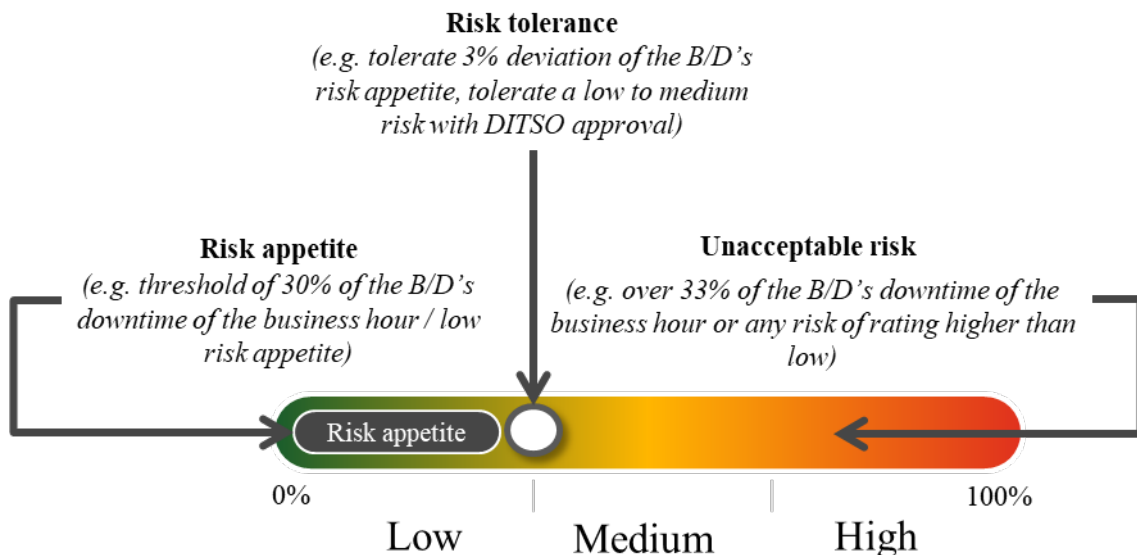 Risk tolerance
(e.g. tolerate 3% deviation of the B/D’s
risk appetite, tolerate a low to medium
risk with DITSO approval)
Risk appetite
(e.g. threshold of 30% of the B/D’s
downtime of the business hour / low
risk appetite)
Unacceptable risk
(e.g. over 33% of the B/D’s downtime of the
business hour or any risk of rating higher than
low)
Risk appetite
0%
100%
Low
Medium
High